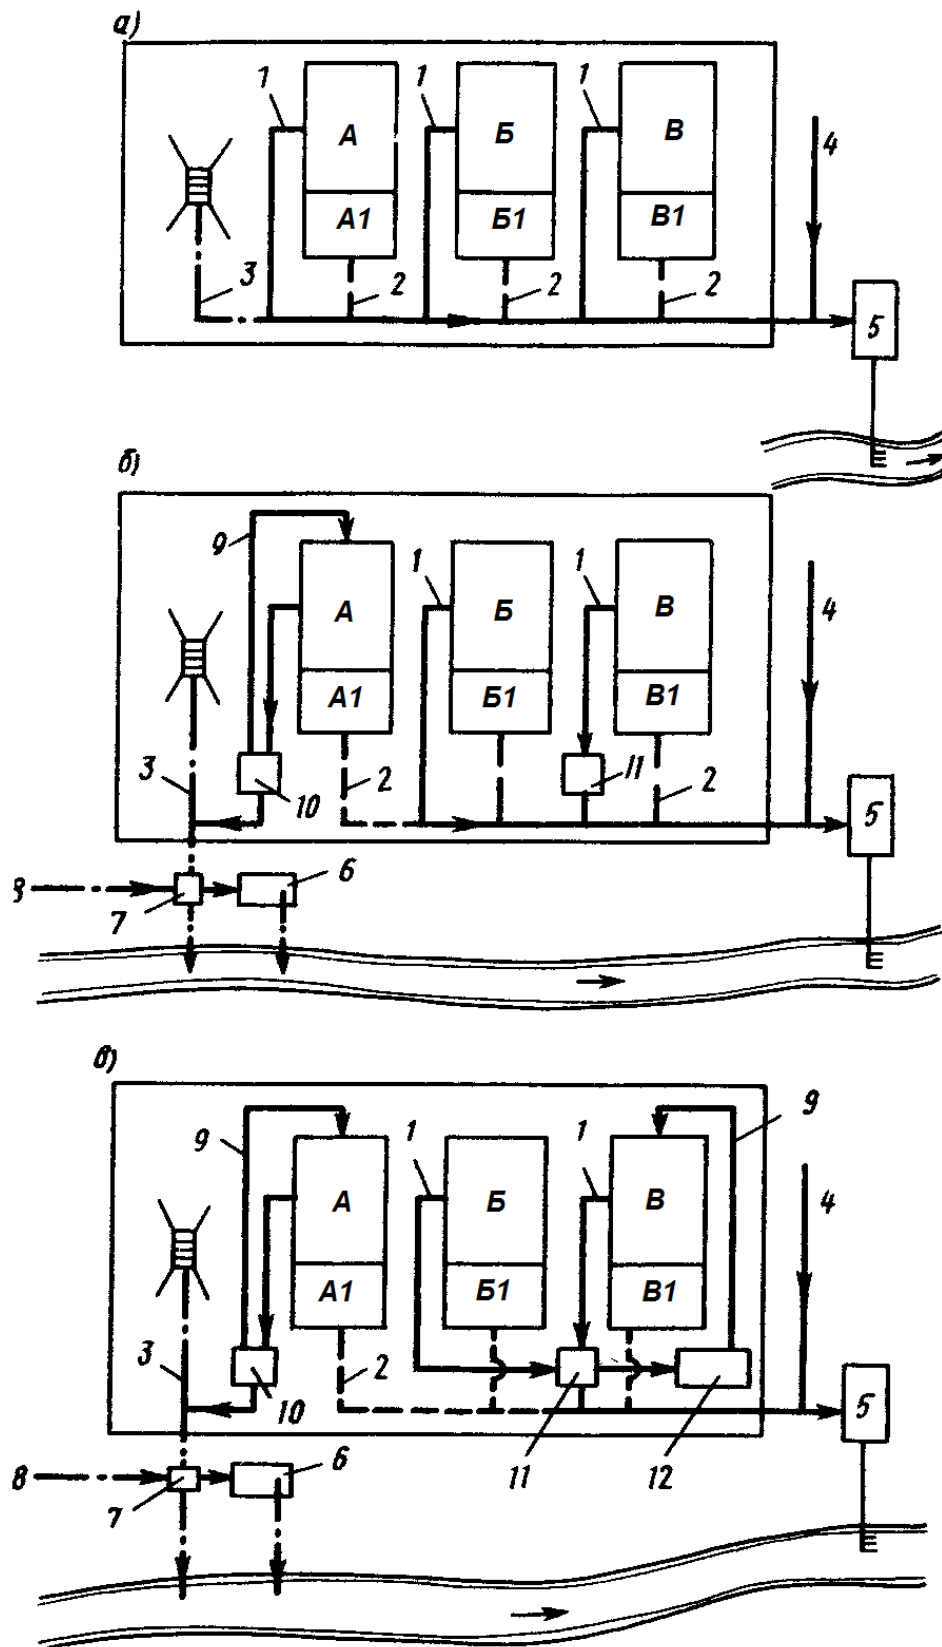 а)
1 1 1
А Б В 4
А1 Б1 В1
3 2 2 2
5
б)
9 1 1
А Б В 4
А1 Б1 В1
3 10 2 11 2 5
8 7 6
в)
9 1 1 9
А Б В 4
А1 Б1 В1
3 10 2 5
8 7 6 11 12